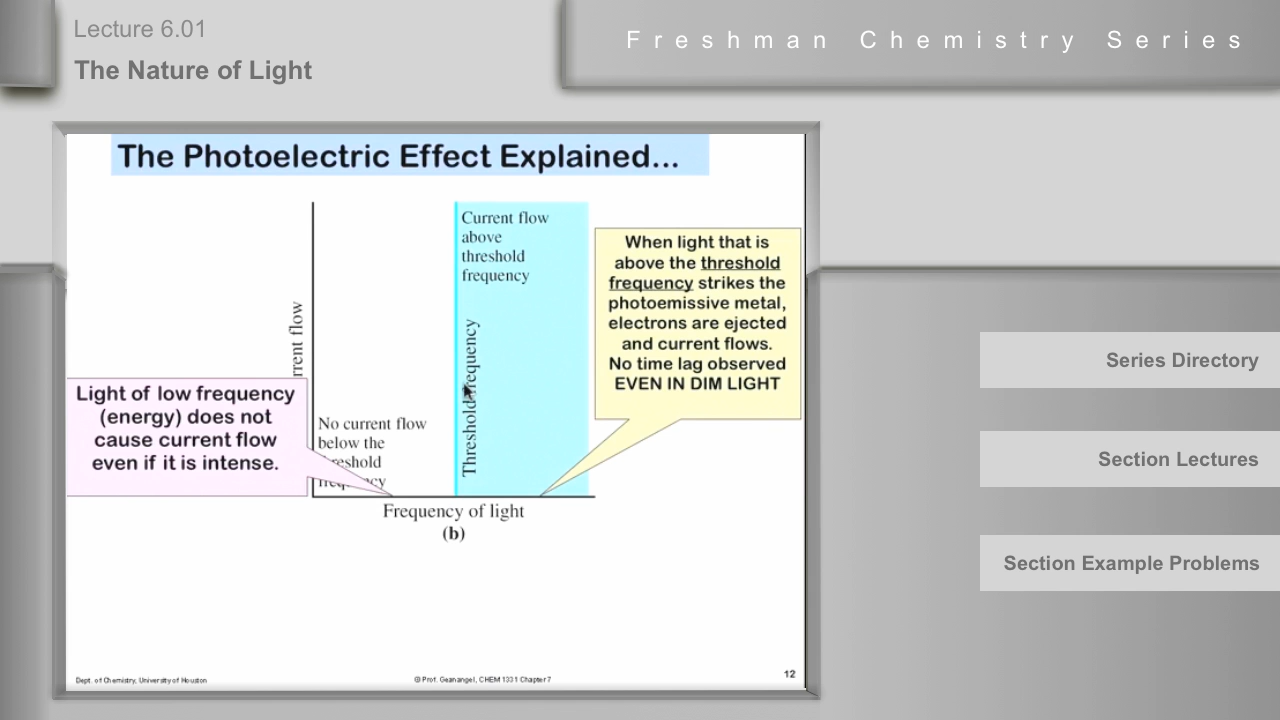 Lecture 6.01
The Nature of Light
Freshman Chemistry Series
The Photoelectric Effect Explained...
Current flow
above
threshold
frequency
Threshold frequency
No current flow
below the
Frequency of light
(b)
Light of low frequency
(energy) does not
cause current flow
even if it is intense.
When light that is
above the threshold
frequency strikes the
photoemissive metal,
electrons are ejected
and current flows.
No time lag observed
EVEN IN DIM LIGHT
flow
Dept. of Chemistry, University of Houston
© Prof. Geanangel, CHEM 1331 Chapter 7
12
Series Directory
Section Lectures
Section Example Problems